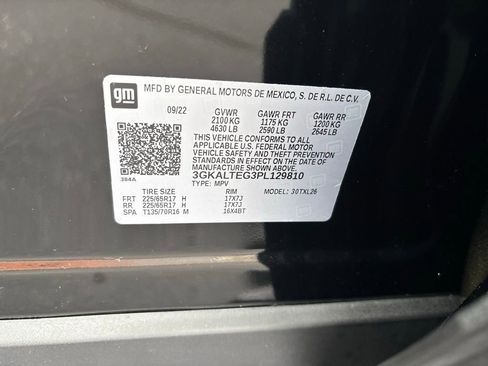 gm MFD BY GENERAL MOTORS DE MEXICO, S. DE R.L. DE C.V.
09/22 GVWR GAWR FRT GAWR RR
2100 KG 1175 KG 1200 KG
4630 LB 2590 LB 2645 LB
THIS VEHICLE CONFORMS TO ALL
APPLICABLE U.S. FEDERAL MOTOR
VEHICLE SAFETY AND THEFT PREVENTION
STANDARDS IN EFFECT ON THE DATE OF
MANUFACTURE SHOWN ABOVE.
3GKALTEG3PL129810
384A TYPE: MPV MODEL: 30TXL26
TIRE SIZE RIM
FRT 225/65R17 H 17X7J
RR 225/65R17 H 17X7J
SPA T135/70R16 M 16X4BT